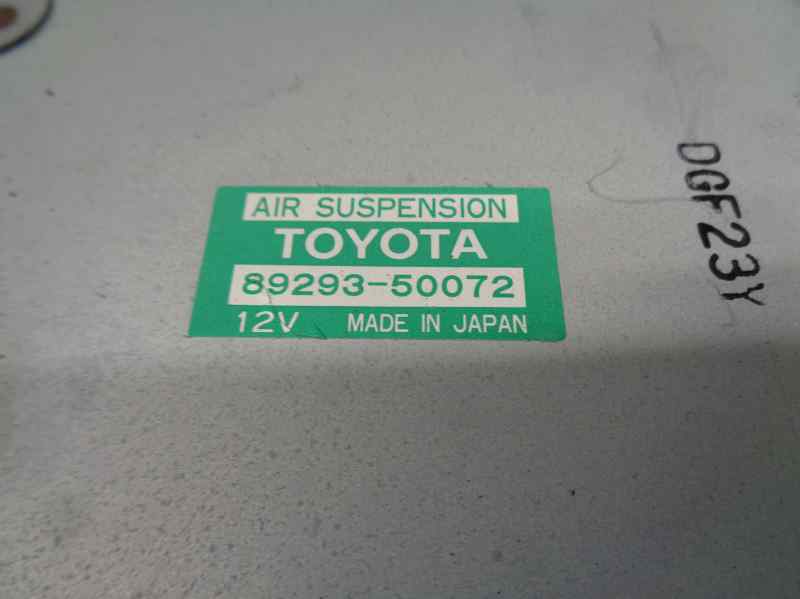 AIR SUSPENSION
TOYOTA
89293-50072
12V MADE IN JAPAN
DGF23Y